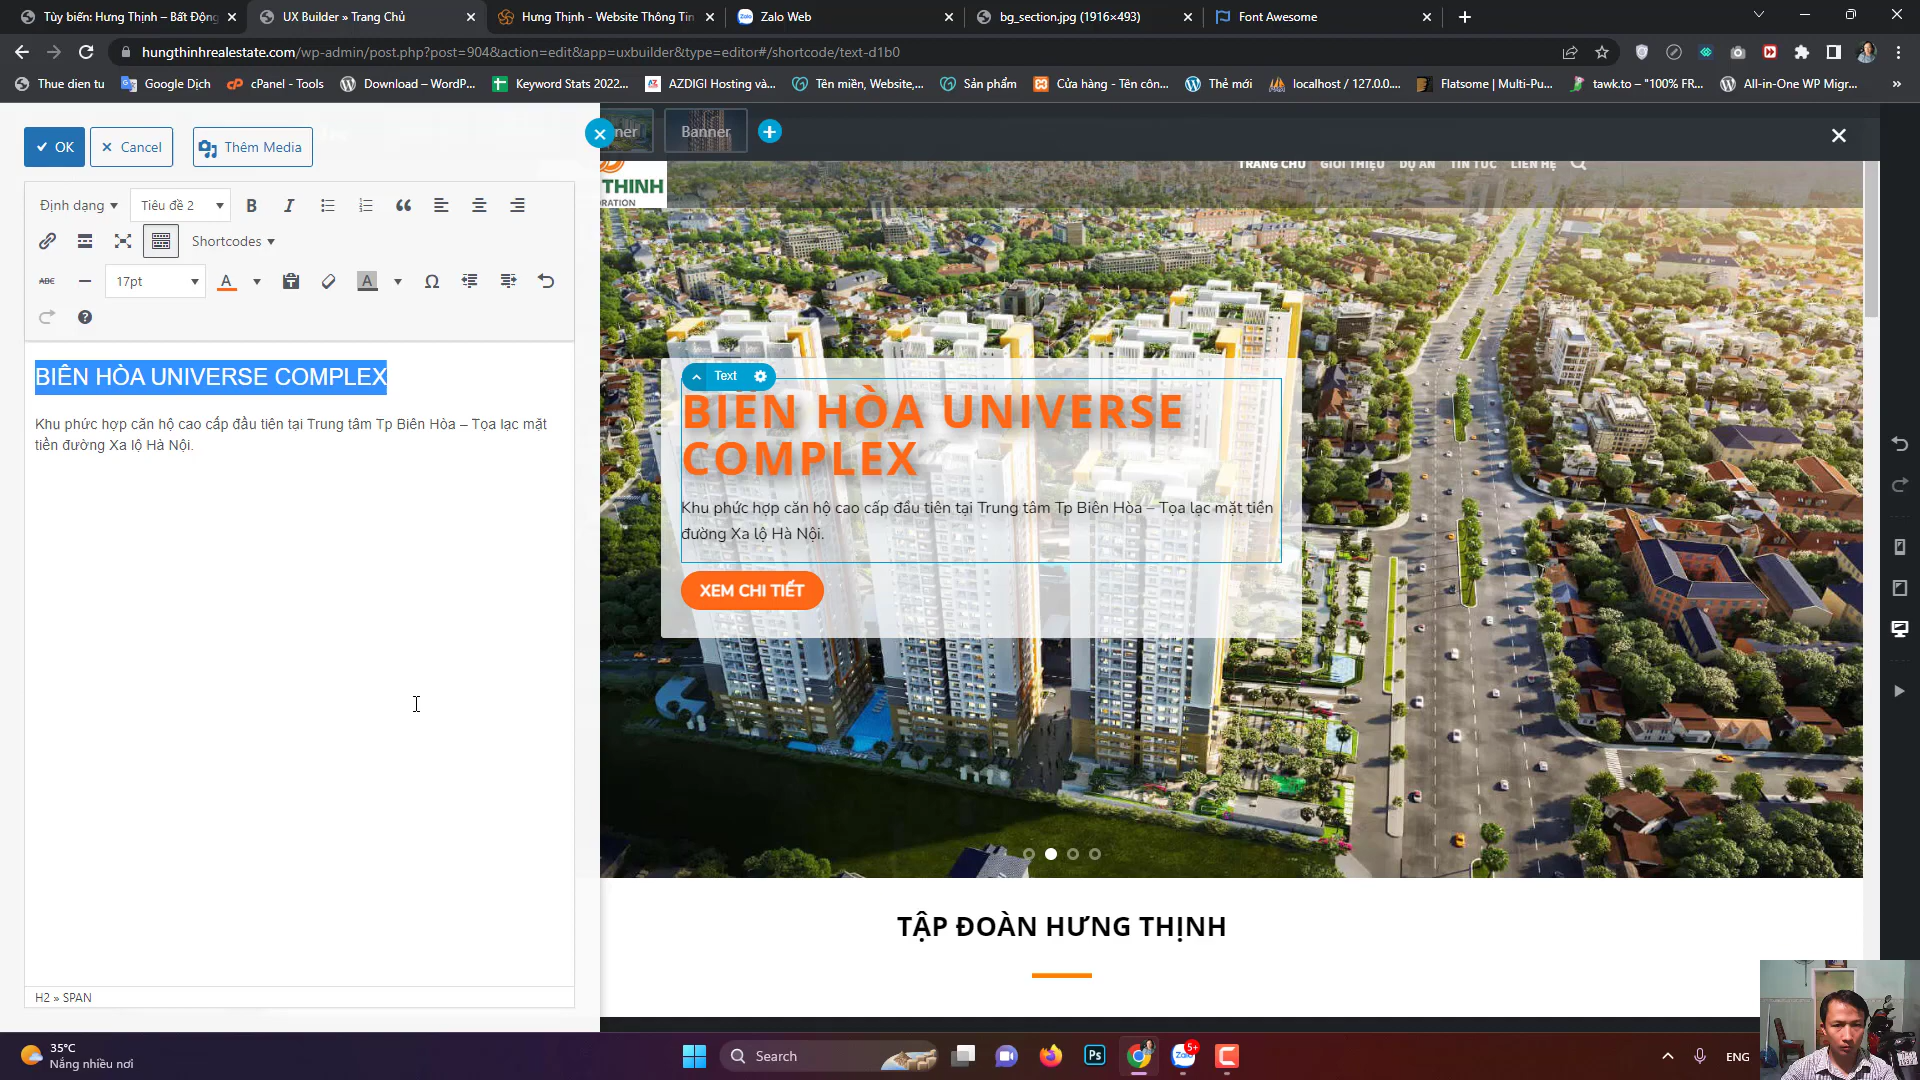 Tùy biến: Hưng Thịnh – Bất Động
UX Builder » Trang Chủ
Hưng Thịnh - Website Thông Tin
Zalo Web
bg_section.jpg (1916×493)
Font Awesome
hungthinhrealestate.com/wp-admin/post.php?post=904&action=edit&app=uxbuilder&type=editor#/shortcode/text-d1b0
Thue dien tu
Google Dịch
cPanel - Tools
Download – WordP...
Keyword Stats 2022...
AZDIGI Hosting và...
Tên miền, Website,...
Sản phẩm
Cửa hàng - Tên côn...
Thẻ mới
localhost / 127.0.0....
Flatsome | Multi-Pu...
tawk.to – "100% FR...
All-in-One WP Migr...
OK
Cancel
Thêm Media
ner
Banner
THINH
RATION
TRANG CHỦ
GIỚI THIỆU
DỰ ÁN
TIN TỨC
LIÊN HỆ
Định dạng
Tiêu đề 2
Shortcodes
ABC
17pt
BIÊN HÒA UNIVERSE COMPLEX
Khu phức hợp căn hộ cao cấp đầu tiên tại Trung tâm Tp Biên Hòa – Tọa lạc mặt
tiền đường Xa lộ Hà Nội.
H2 » SPAN
Text
BIÊN HÒA UNIVERSE
COMPLEX
Khu phức hợp căn hộ cao cấp đầu tiên tại Trung tâm Tp Biên Hòa – Tọa lạc mặt tiền
đường Xa lộ Hà Nội.
XEM CHI TIẾT
TẬP ĐOÀN HƯNG THỊNH
35°C
Nắng nhiều nơi
Search
Ps
Zalo
5+
ENG